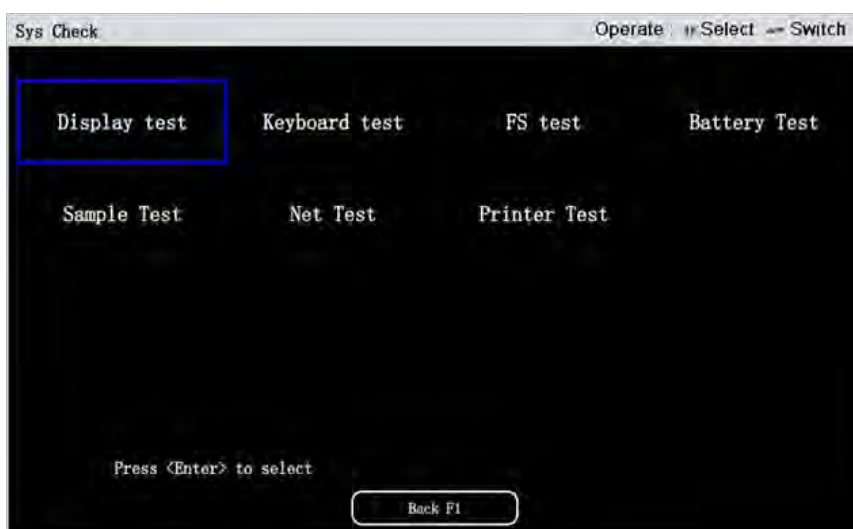 Sys Check Operate Select Switch
Display test Keyboard test FS test Battery Test
Sample Test Net Test Printer Test
Press <Enter> to select
Back F1